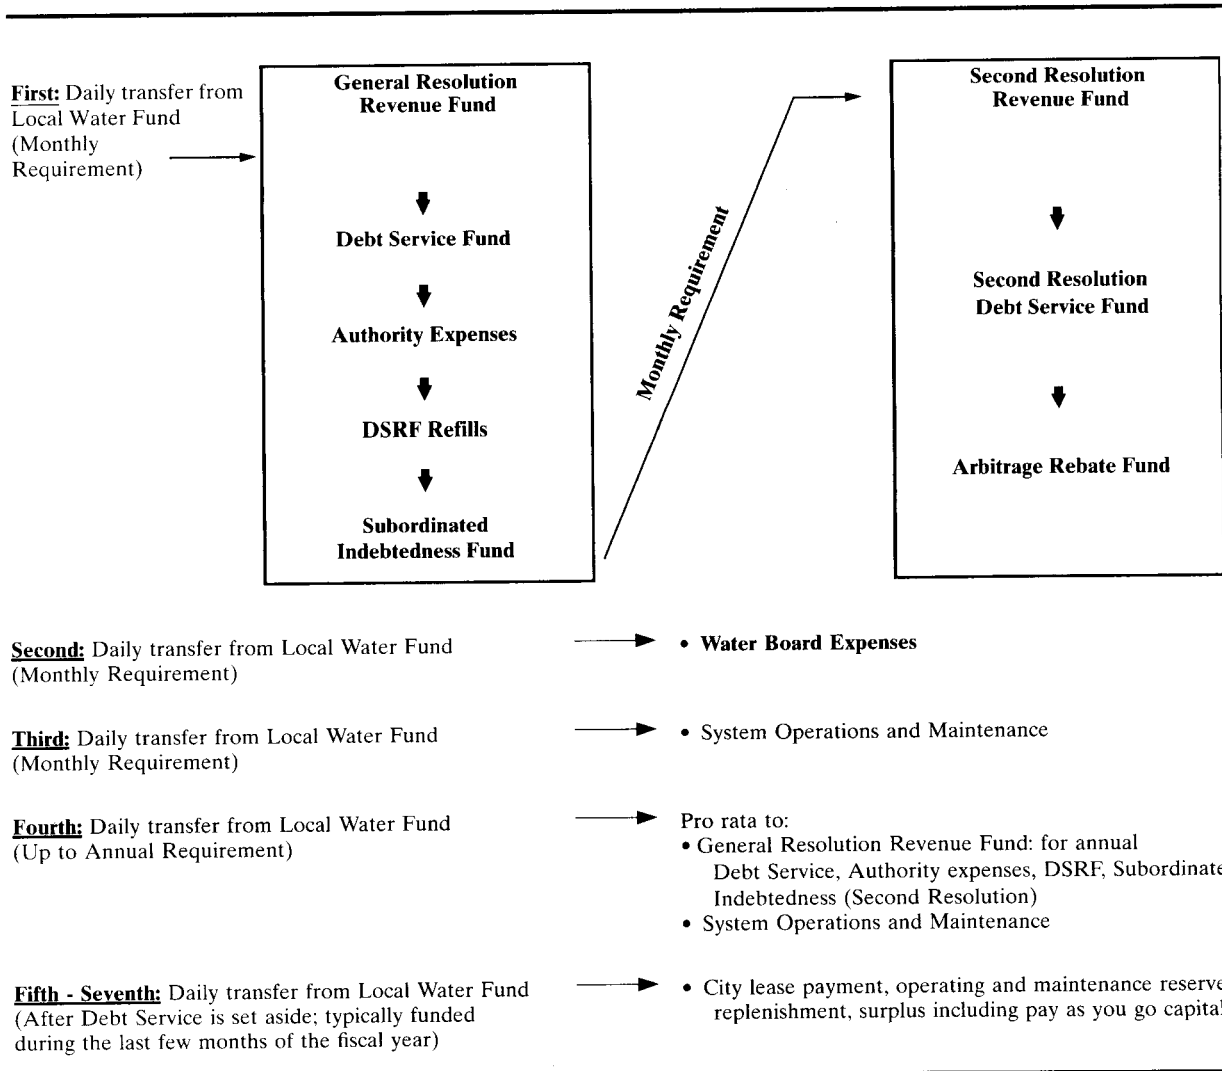 First: Daily transfer from
Local Water Fund
(Monthly
Requirement)
General Resolution
Revenue Fund
Debt Service Fund
Authority Expenses
DSRF Refills
Subordinated
Indebtedness Fund
Monthly Requirement
Second Resolution
Revenue Fund
Second Resolution
Debt Service Fund
Arbitrage Rebate Fund
Second: Daily transfer from Local Water Fund
(Monthly Requirement)
• Water Board Expenses
Third: Daily transfer from Local Water Fund
(Monthly Requirement)
• System Operations and Maintenance
Fourth: Daily transfer from Local Water Fund
(Up to Annual Requirement)
Pro rata to:
• General Resolution Revenue Fund: for annual
Debt Service, Authority expenses, DSRF, Subordinate
Indebtedness (Second Resolution)
• System Operations and Maintenance
Fifth - Seventh: Daily transfer from Local Water Fund
(After Debt Service is set aside; typically funded
during the last few months of the fiscal year)
• City lease payment, operating and maintenance reserve
replenishment, surplus including pay as you go capital